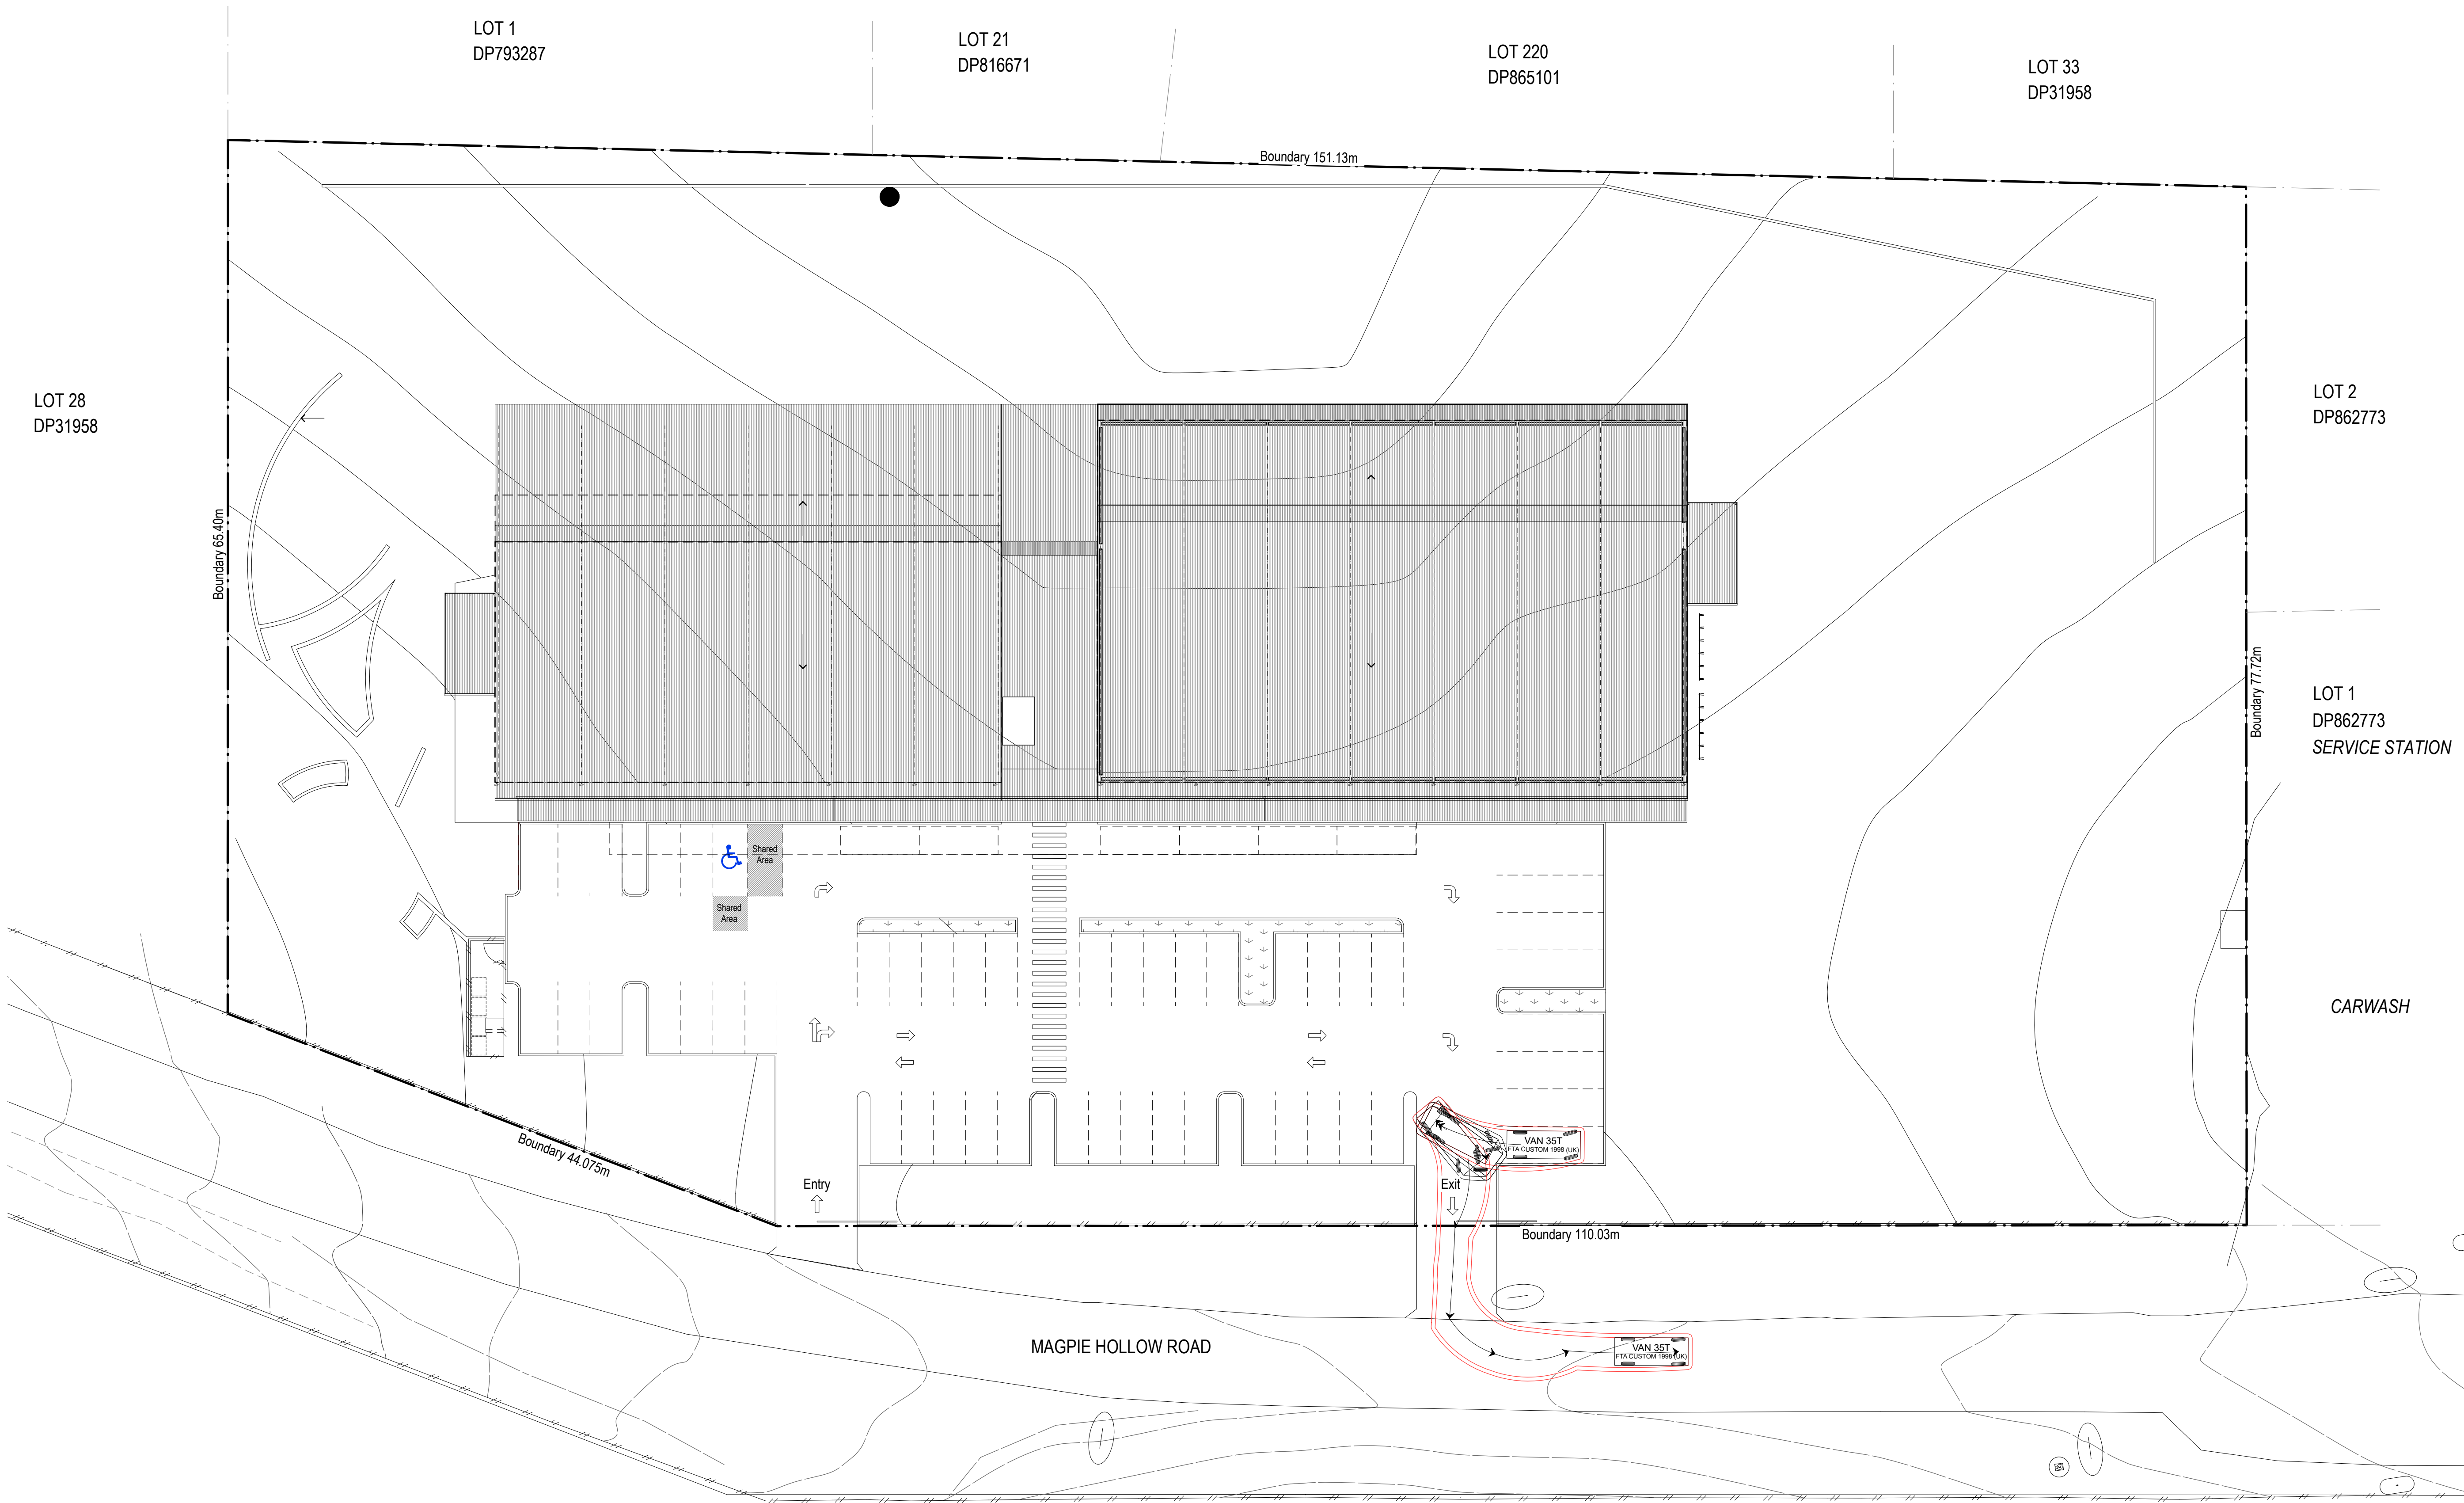 LOT 1
DP793287
LOT 21
DP816671
LOT 220
DP865101
LOT 33
DP31958
Boundary 151.13m
LOT 28
DP31958
LOT 2
DP862773
Boundary 65.40m
Boundary 77.72m
LOT 1
DP862773
SERVICE STATION
Shared
Area
Shared
Area
CARWASH
VAN 35T
FTA CUSTOM 1998 (UK)
Boundary 44.075m
Entry
Exit
Boundary 110.03m
MAGPIE HOLLOW ROAD
VAN 35T
FTA CUSTOM 1998 (UK)